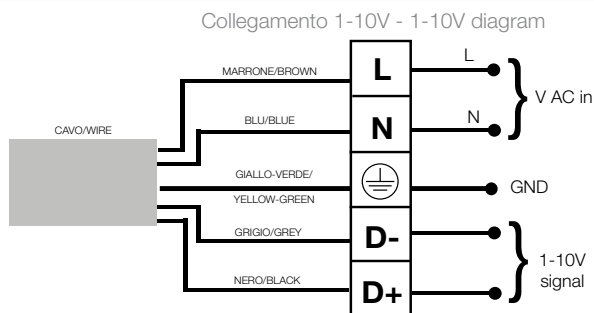 Collegamento 1-10V - 1-10V diagram
MARRONE/BROWN
L
L
V AC in
CAVO/WIRE
BLU/BLUE
N
N
GIALLO-VERDE/
YELLOW-GREEN
GND
GRIGIO/GREY
D-
1-10V
signal
NERO/BLACK
D+